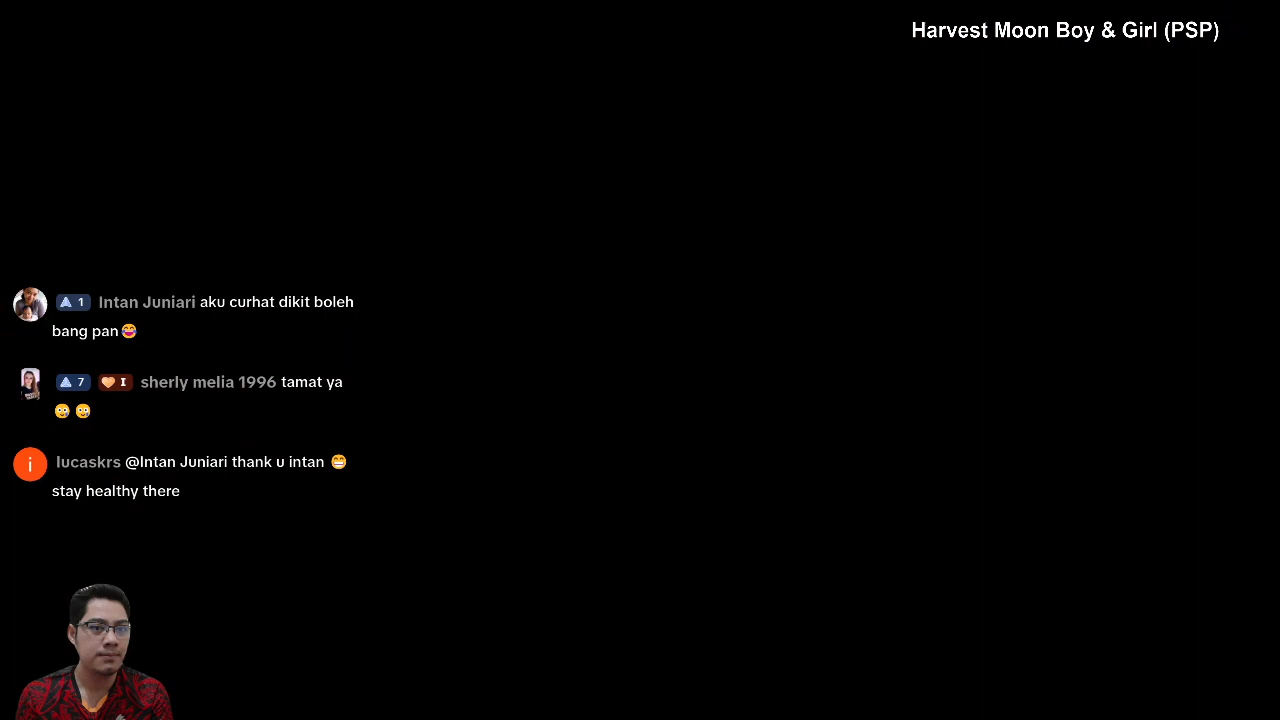 Harvest Moon Boy & Girl (PSP)
1 Intan Juniari aku curhat dikit boleh
bang pan😂
7 I sherly melia 1996 tamat ya
🥲🥲
i lucaskrs @Intan Juniari thank u intan 😁
stay healthy there